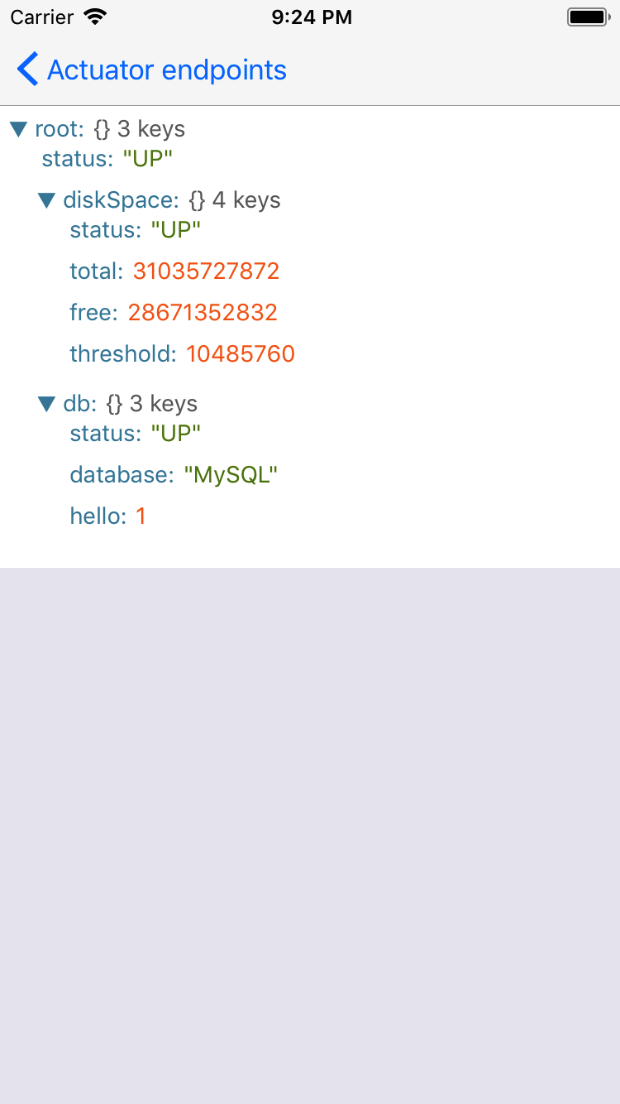 Carrier 9:24 PM
Actuator endpoints
▼ root: {} 3 keys
status: "UP"
▼ diskSpace: {} 4 keys
status: "UP"
total: 31035727872
free: 28671352832
threshold: 10485760
▼ db: {} 3 keys
status: "UP"
database: "MySQL"
hello: 1